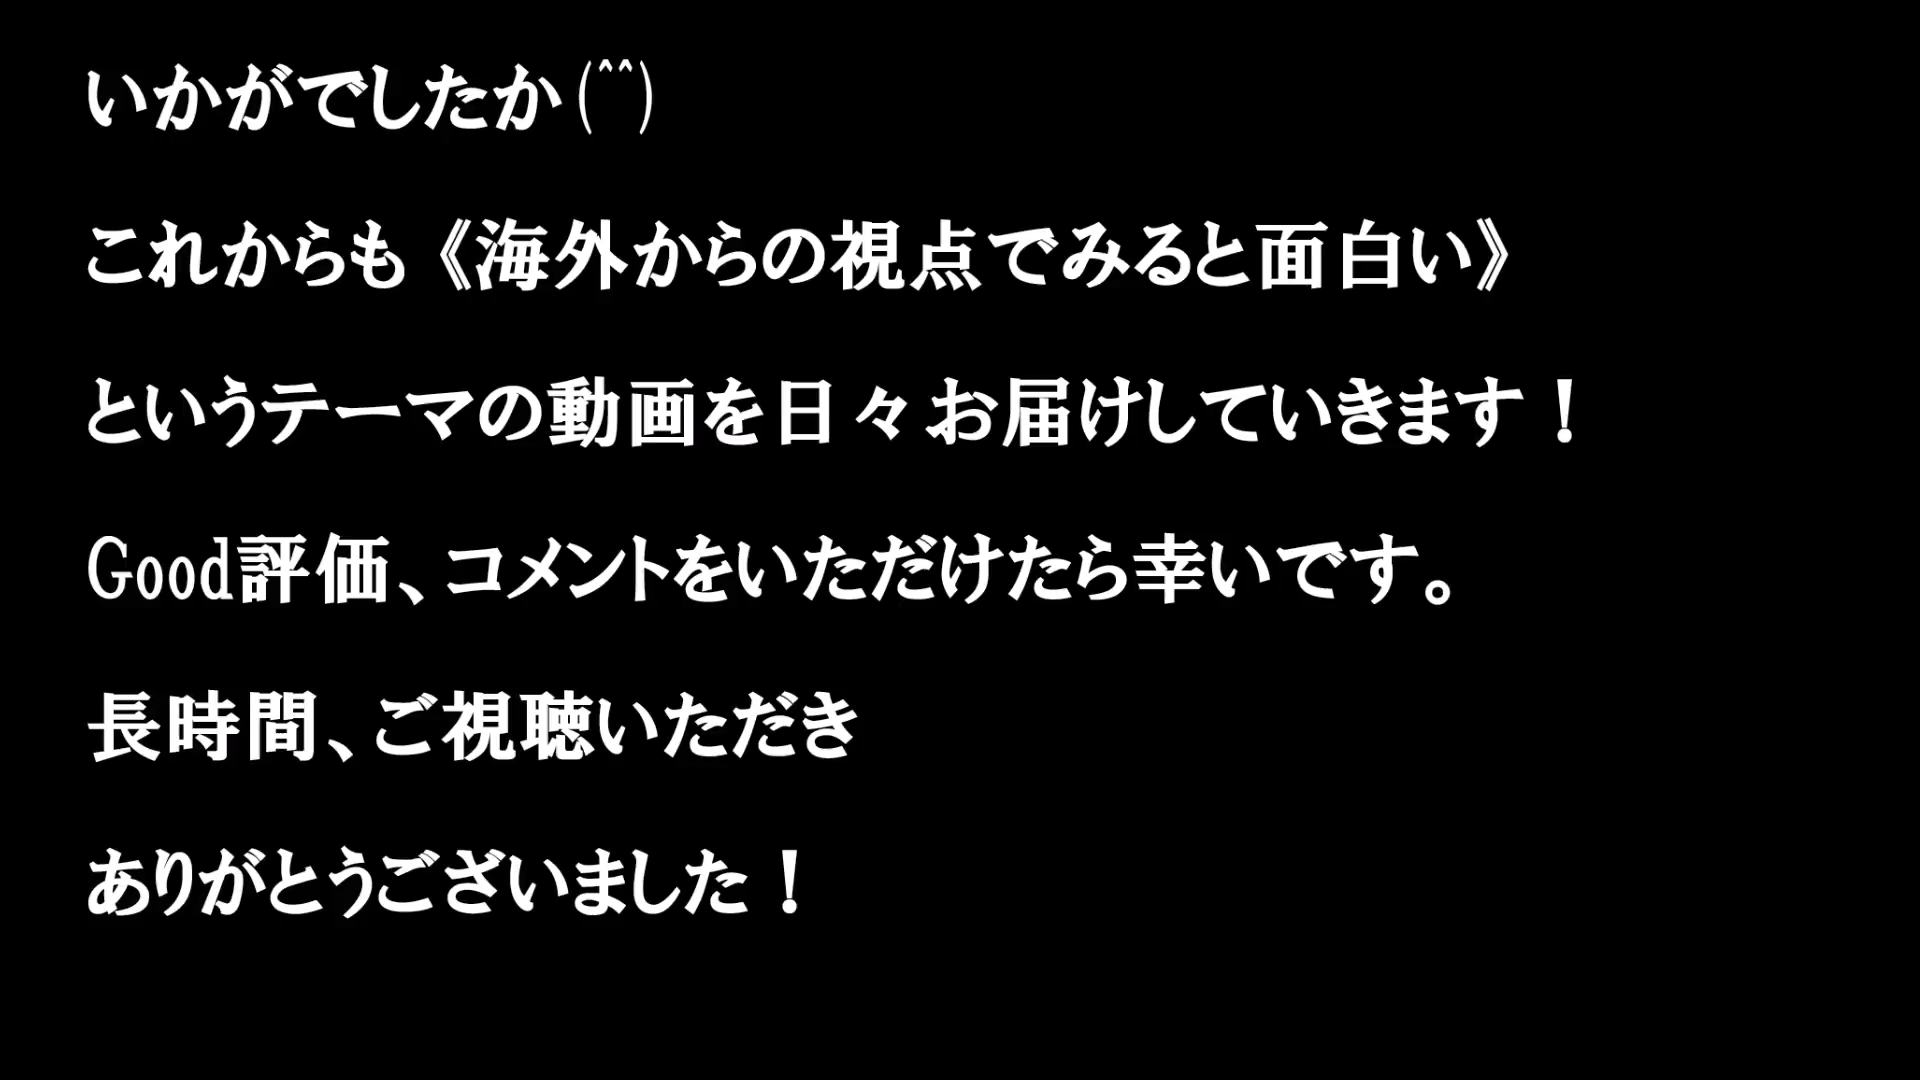 いかがでしたか(^^)
これからも《海外からの視点でみると面白い》
というテーマの動画を日々お届けしていきます！
Good評価、コメントをいただけたら幸いです。
長時間、ご視聴いただき
ありがとうございました！